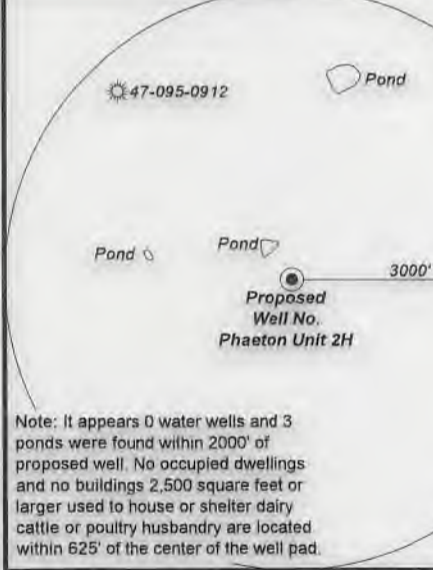 47-095-0912
Pond
Pond
Pond
3000'
Proposed
Well No.
Phaeton Unit 2H
Note: It appears 0 water wells and 3
ponds were found within 2000' of
proposed well. No occupied dwellings
and no buildings 2,500 square feet or
larger used to house or shelter dairy
cattle or poultry husbandry are located
within 625' of the center of the well pad.